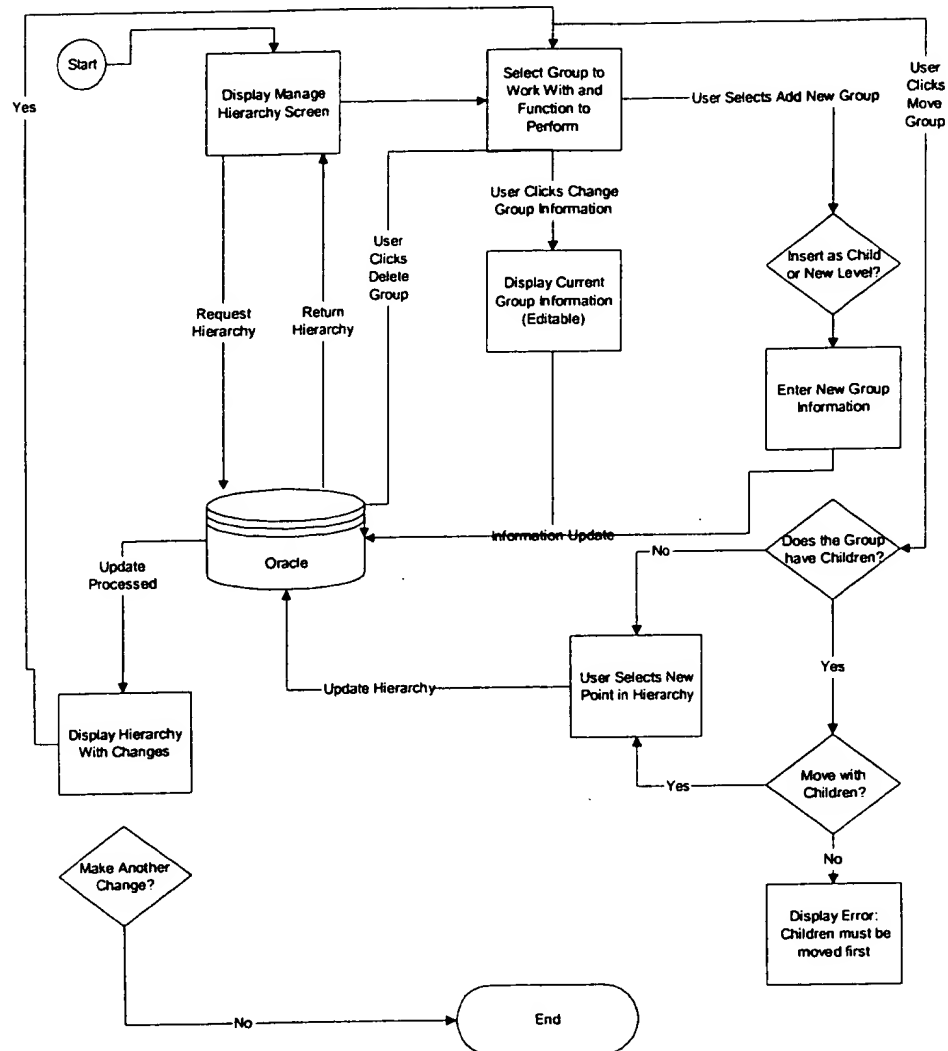 Start
Display Manage
Hierarchy Screen
Select Group to
Work With and
Function to
Perform
User Selects Add New Group
User
Clicks
Move
Group
Yes
User Clicks Change
Group Information
User
Clicks
Delete
Group
Insert as Child
or New Level?
Display Current
Group Information
(Editable)
Request
Hierarchy
Return
Hierarchy
Enter New Group
Information
Information Update
Oracle
Does the Group
have Children?
No
Update
Processed
Yes
User Selects New
Point in Hierarchy
Update Hierarchy
Display Hierarchy
With Changes
Move with
Children?
Yes
No
Make Another
Change?
Display Error:
Children must be
moved first
No
End